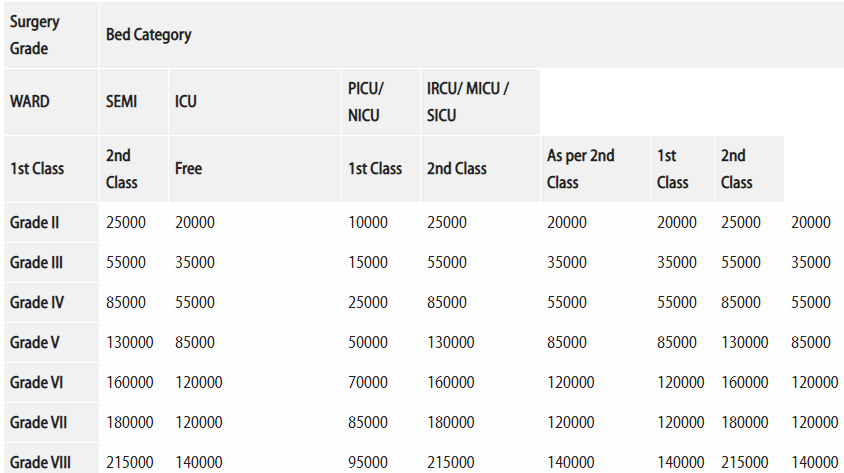 Surgery Grade Bed Category
WARD SEMI ICU PICU/ NICU IRCU/ MICU / SICU
1st Class 2nd Class Free 1st Class 2nd Class As per 2nd Class 1st Class 2nd Class
Grade II 25000 20000 10000 25000 20000 20000 25000 20000
Grade III 55000 35000 15000 55000 35000 35000 55000 35000
Grade IV 85000 55000 25000 85000 55000 55000 85000 55000
Grade V 130000 85000 50000 130000 85000 85000 130000 85000
Grade VI 160000 120000 70000 160000 120000 120000 160000 120000
Grade VII 180000 120000 85000 180000 120000 120000 180000 120000
Grade VIII 215000 140000 95000 215000 140000 140000 215000 140000